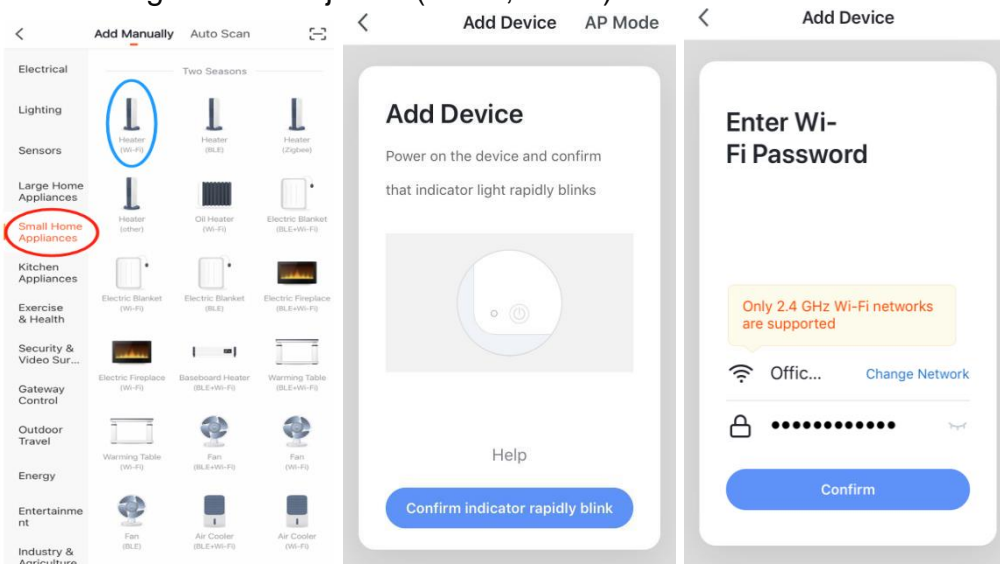 Add Manually Auto Scan
Electrical
Lighting
Sensors
Large Home
Appliances
Small Home
Appliances
Kitchen
Appliances
Exercise
& Health
Security &
Video Sur...
Gateway
Control
Outdoor
Travel
Energy
Entertainme
nt
Industry &
Agriculture
Two Seasons
Heater
(Wi-Fi)
Heater
(BLE)
Heater
(Zigbee)
Heater
(other)
Oil Heater
(Wi-Fi)
Electric Blanket
(BLE+Wi-Fi)
Electric Blanket
(Wi-Fi)
Electric Blanket
(BLE)
Electric Fireplace
(BLE+Wi-Fi)
Electric Fireplace
(Wi-Fi)
Baseboard Heater
(BLE+Wi-Fi)
Warming Table
(BLE+Wi-Fi)
Warming Table
(Wi-Fi)
Fan
(BLE+Wi-Fi)
Fan
(Wi-Fi)
Fan
(BLE)
Air Cooler
(BLE+Wi-Fi)
Air Cooler
(Wi-Fi)
Add Device AP Mode
Add Device
Power on the device and confirm
that indicator light rapidly blinks
Help
Confirm indicator rapidly blink
Add Device
Enter Wi-
Fi Password
Only 2.4 GHz Wi-Fi networks
are supported
Offic... Change Network
Confirm